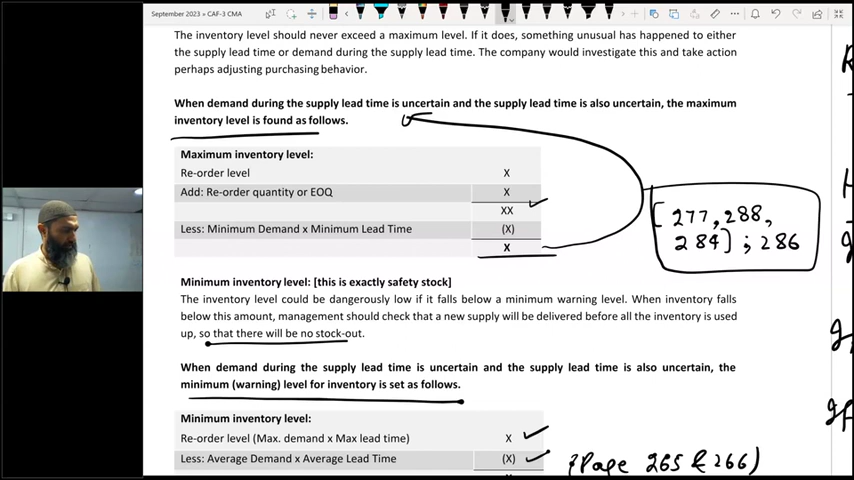 September 2023 » CAF-3 CMA
The inventory level should never exceed a maximum level. If it does, something unusual has happened to either
the supply lead time or demand during the supply lead time. The company would investigate this and take action
perhaps adjusting purchasing behavior.
When demand during the supply lead time is uncertain and the supply lead time is also uncertain, the maximum
inventory level is found as follows.
Maximum inventory level:
Re-order level X
Add: Re-order quantity or EOQ X
XX
Less: Minimum Demand x Minimum Lead Time (X)
X
[277,288,
284] ; 286
Minimum inventory level: [this is exactly safety stock]
The inventory level could be dangerously low if it falls below a minimum warning level. When inventory falls
below this amount, management should check that a new supply will be delivered before all the inventory is used
up, so that there will be no stock-out.
When demand during the supply lead time is uncertain and the supply lead time is also uncertain, the
minimum (warning) level for inventory is set as follows.
Minimum inventory level:
Re-order level (Max. demand x Max lead time) X
Less: Average Demand x Average Lead Time (X)
{Page 265 & 266)